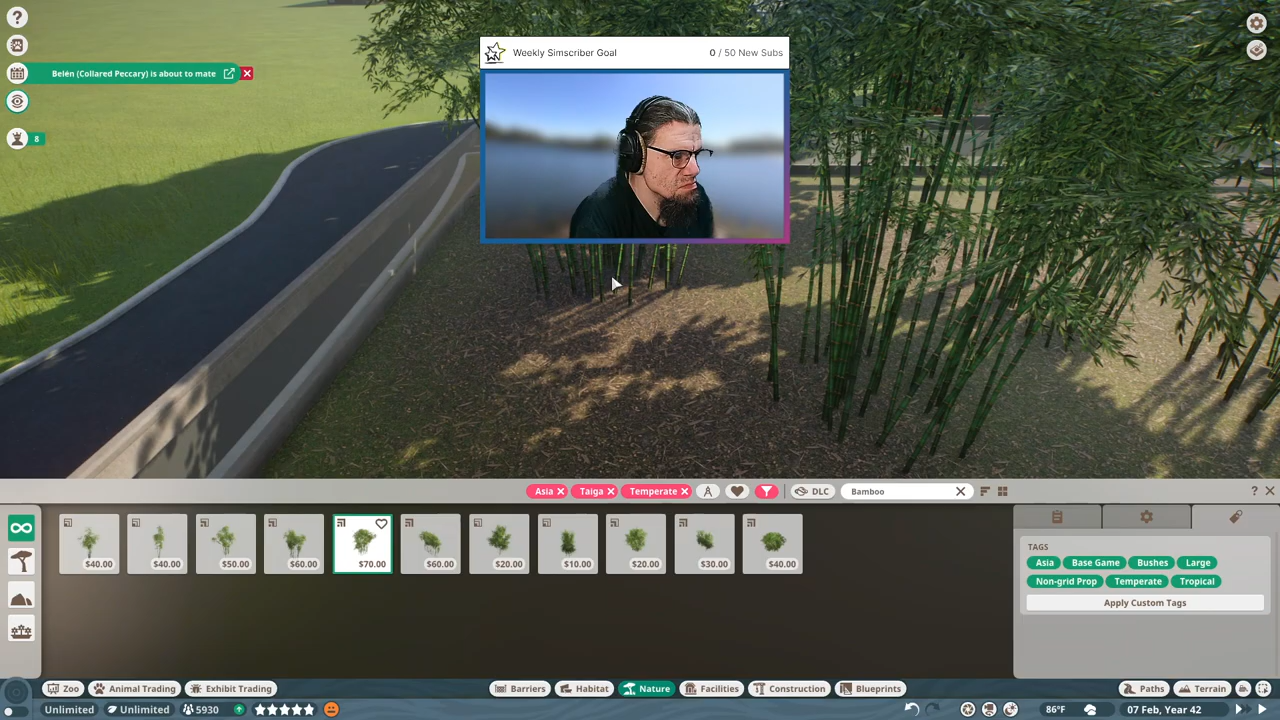 Weekly Simscriber Goal 0 / 50 New Subs
Belén (Collared Peccary) is about to mate
8
Asia Taiga Temperate DLC Bamboo
$40.00 $40.00 $50.00 $60.00 $70.00 $60.00 $20.00 $10.00 $20.00 $30.00 $40.00
TAGS
Asia Base Game Bushes Large
Non-grid Prop Temperate Tropical
Apply Custom Tags
Zoo Animal Trading Exhibit Trading Barriers Habitat Nature Facilities Construction Blueprints Paths Terrain
Unlimited Unlimited 5930 86°F 07 Feb, Year 42